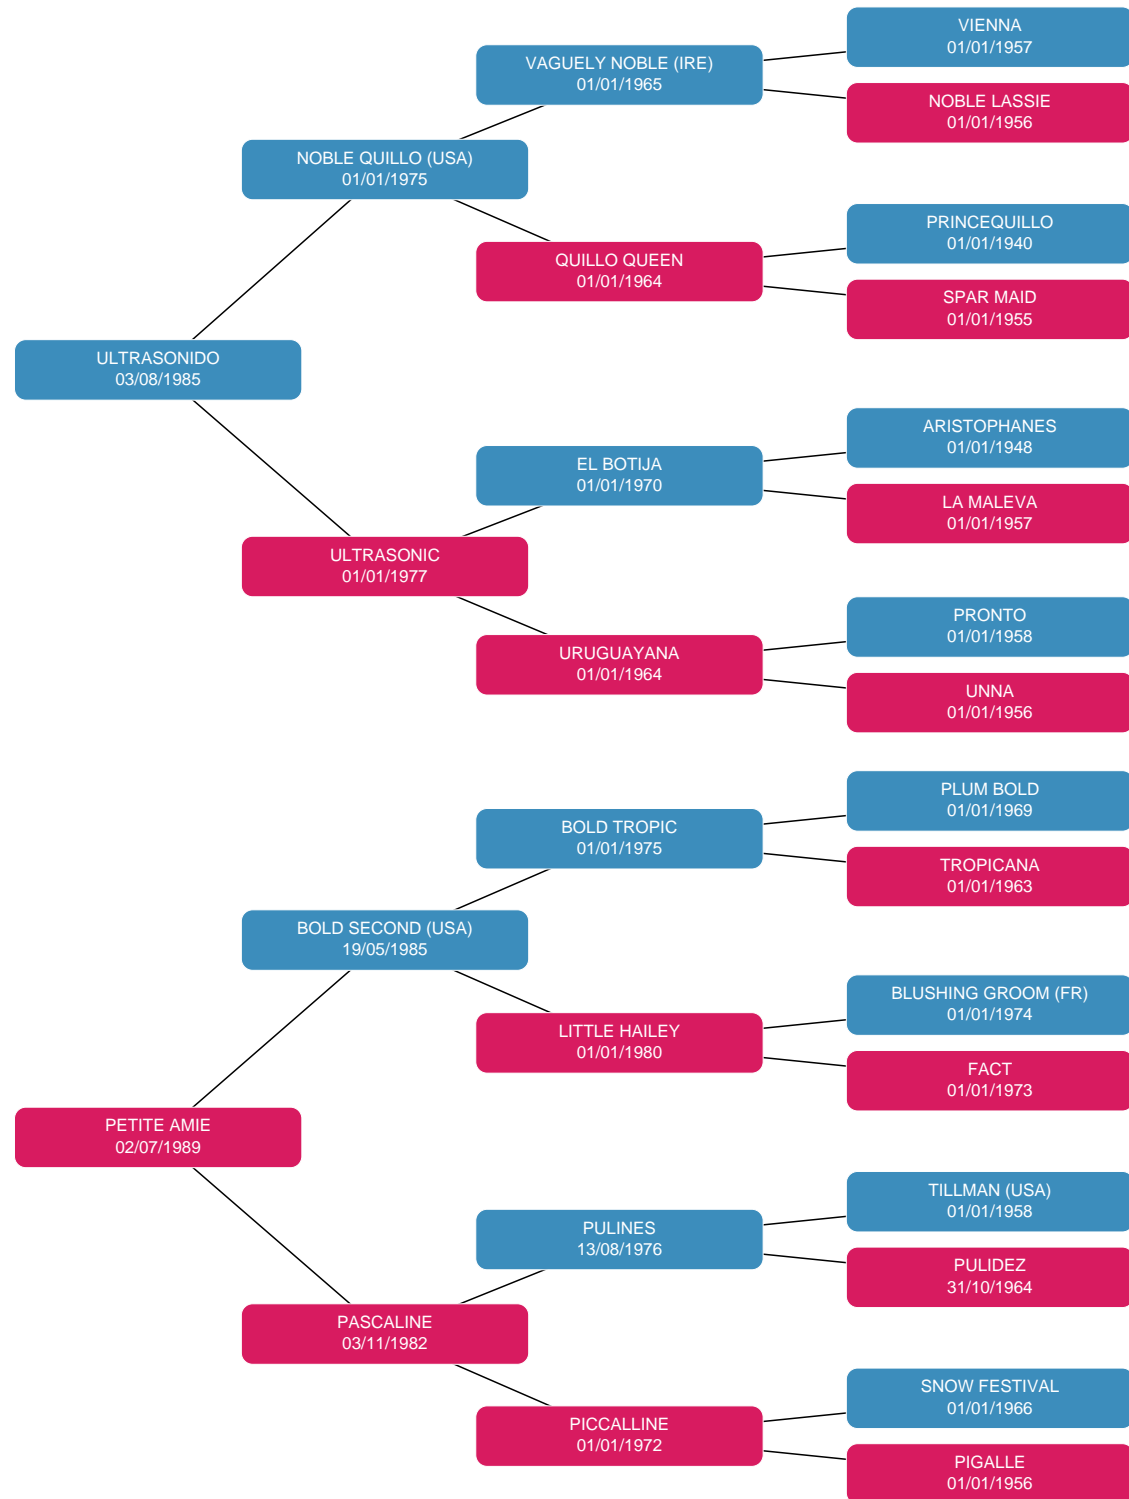 VIENNA
01/01/1957
VAGUELY NOBLE (IRE)
01/01/1965
NOBLE LASSIE
01/01/1956
NOBLE QUILLO (USA)
01/01/1975
PRINCEQUILLO
01/01/1940
QUILLO QUEEN
01/01/1964
SPAR MAID
01/01/1955
ULTRASONIDO
03/08/1985
ARISTOPHANES
01/01/1948
EL BOTIJA
01/01/1970
LA MALEVA
01/01/1957
ULTRASONIC
01/01/1977
PRONTO
01/01/1958
URUGUAYANA
01/01/1964
UNNA
01/01/1956
PLUM BOLD
01/01/1969
BOLD TROPIC
01/01/1975
TROPICANA
01/01/1963
BOLD SECOND (USA)
19/05/1985
BLUSHING GROOM (FR)
01/01/1974
LITTLE HAILEY
01/01/1980
FACT
01/01/1973
PETITE AMIE
02/07/1989
TILLMAN (USA)
01/01/1958
PULINES
13/08/1976
PULIDEZ
31/10/1964
PASCALINE
03/11/1982
SNOW FESTIVAL
01/01/1966
PICCALLINE
01/01/1972
PIGALLE
01/01/1956